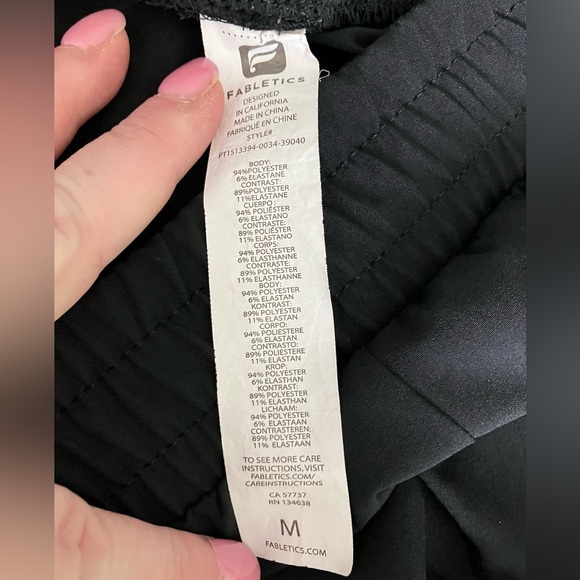 FABLETICS
DESIGNED
IN CALIFORNIA
MADE IN CHINA
FABRIQUÉ EN CHINE
STYLE#
PT1513394-0034-39040
BODY:
94%POLYESTER
6% ELASTANE
CONTRAST:
89%POLYESTER
11%ELASTANE
CUERPO:
94% POLIÉSTER
6% ELASTANO
CONTRASTE:
89% POLIÉSTER
11% ELASTANO
CORPS:
94% POLYESTER
6% ELASTHANNE
CONTRASTE:
89% POLYESTER
11% ELASTHANNE
BODY:
94% POLYESTER
6% ELASTAN
KONTRAST:
89% POLYESTER
11% ELASTAN
CORPO:
94% POLIESTERE
6% ELASTAN
CONTRASTO:
89% POLIESTERE
11% ELASTAN
KROP:
94% POLYESTER
6% ELASTHAN
KONTRAST:
89% POLYESTER
11% ELASTHAN
LICHAAM:
94% POLYESTER
6% ELASTAAN
CONTRASTEREN:
89% POLYESTER
11% ELASTAAN
TO SEE MORE CARE
INSTRUCTIONS, VISIT
FABLETICS.COM/
CAREINSTRUCTIONS
CA 57737
RN 134638
M
FABLETICS.COM